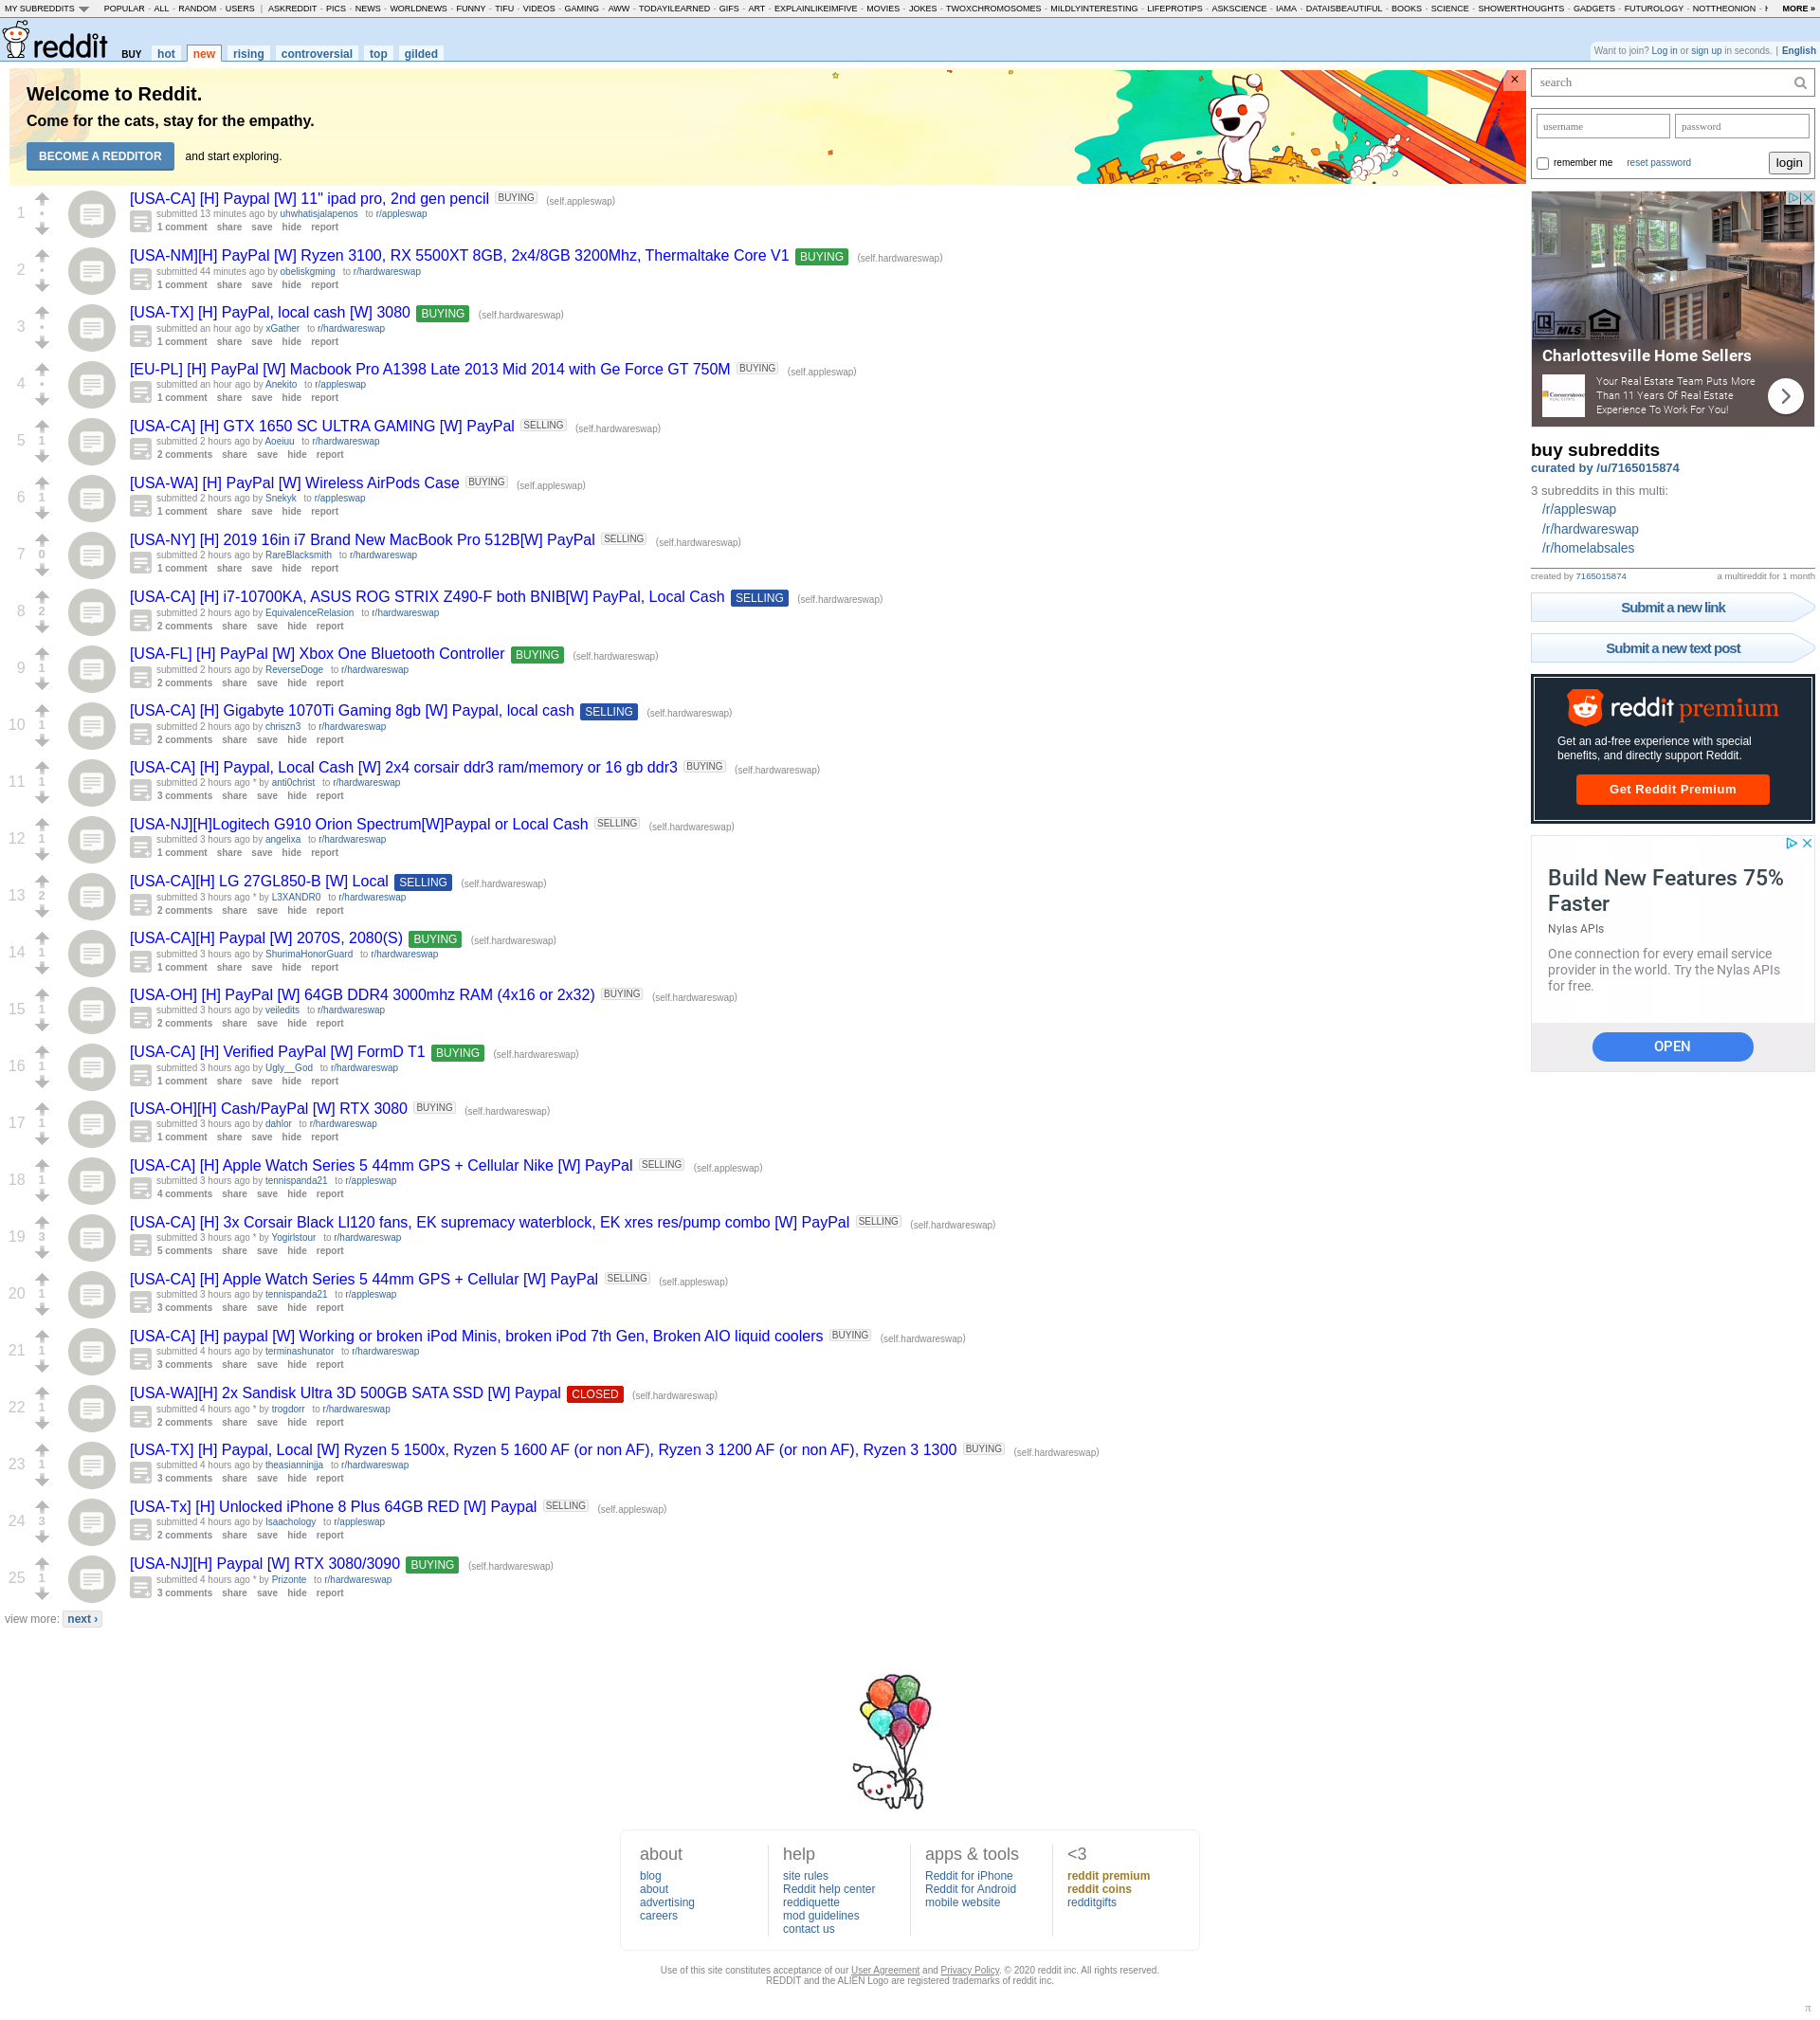 MY SUBREDDITS POPULAR - ALL - RANDOM - USERS | ASKREDDIT - PICS - NEWS - WORLDNEWS - FUNNY - TIFU - VIDEOS - GAMING - AWW - TODAYILEARNED - GIFS - ART - EXPLAINLIKEIMFIVE - MOVIES - JOKES - TWOXCHROMOSOMES - MILDLYINTERESTING - LIFEPROTIPS - ASKSCIENCE - IAMA - DATAISBEAUTIFUL - BOOKS - SCIENCE - SHOWERTHOUGHTS - GADGETS - FUTUROLOGY - NOTTHEONION - MORE »
reddit BUY hot new rising controversial top gilded
Want to join? Log in or sign up in seconds. | English
Welcome to Reddit.
Come for the cats, stay for the empathy.
BECOME A REDDITOR and start exploring.
×
1
[USA-CA] [H] Paypal [W] 11" ipad pro, 2nd gen pencil BUYING (self.appleswap)
submitted 13 minutes ago by uhwhatisjalapenos to r/appleswap
1 comment share save hide report
2
[USA-NM][H] PayPal [W] Ryzen 3100, RX 5500XT 8GB, 2x4/8GB 3200Mhz, Thermaltake Core V1 BUYING (self.hardwareswap)
submitted 44 minutes ago by obeliskgming to r/hardwareswap
1 comment share save hide report
3
[USA-TX] [H] PayPal, local cash [W] 3080 BUYING (self.hardwareswap)
submitted an hour ago by xGather to r/hardwareswap
1 comment share save hide report
4
[EU-PL] [H] PayPal [W] Macbook Pro A1398 Late 2013 Mid 2014 with Ge Force GT 750M BUYING (self.appleswap)
submitted an hour ago by Anekito to r/appleswap
1 comment share save hide report
5 1
[USA-CA] [H] GTX 1650 SC ULTRA GAMING [W] PayPal SELLING (self.hardwareswap)
submitted 2 hours ago by Aoeiuu to r/hardwareswap
2 comments share save hide report
6 1
[USA-WA] [H] PayPal [W] Wireless AirPods Case BUYING (self.appleswap)
submitted 2 hours ago by Snekyk to r/appleswap
1 comment share save hide report
7 0
[USA-NY] [H] 2019 16in i7 Brand New MacBook Pro 512B[W] PayPal SELLING (self.hardwareswap)
submitted 2 hours ago by RareBlacksmith to r/hardwareswap
1 comment share save hide report
8 2
[USA-CA] [H] i7-10700KA, ASUS ROG STRIX Z490-F both BNIB[W] PayPal, Local Cash SELLING (self.hardwareswap)
submitted 2 hours ago by EquivalenceRelasion to r/hardwareswap
2 comments share save hide report
9 1
[USA-FL] [H] PayPal [W] Xbox One Bluetooth Controller BUYING (self.hardwareswap)
submitted 2 hours ago by ReverseDoge to r/hardwareswap
2 comments share save hide report
10 1
[USA-CA] [H] Gigabyte 1070Ti Gaming 8gb [W] Paypal, local cash SELLING (self.hardwareswap)
submitted 2 hours ago by chriszn3 to r/hardwareswap
2 comments share save hide report
11 1
[USA-CA] [H] Paypal, Local Cash [W] 2x4 corsair ddr3 ram/memory or 16 gb ddr3 BUYING (self.hardwareswap)
submitted 2 hours ago * by anti0christ to r/hardwareswap
3 comments share save hide report
12 1
[USA-NJ][H]Logitech G910 Orion Spectrum[W]Paypal or Local Cash SELLING (self.hardwareswap)
submitted 3 hours ago by angelixa to r/hardwareswap
1 comment share save hide report
13 2
[USA-CA][H] LG 27GL850-B [W] Local SELLING (self.hardwareswap)
submitted 3 hours ago * by L3XANDR0 to r/hardwareswap
2 comments share save hide report
14 1
[USA-CA][H] Paypal [W] 2070S, 2080(S) BUYING (self.hardwareswap)
submitted 3 hours ago by ShurimaHonorGuard to r/hardwareswap
1 comment share save hide report
15 1
[USA-OH] [H] PayPal [W] 64GB DDR4 3000mhz RAM (4x16 or 2x32) BUYING (self.hardwareswap)
submitted 3 hours ago by veiledits to r/hardwareswap
2 comments share save hide report
16 1
[USA-CA] [H] Verified PayPal [W] FormD T1 BUYING (self.hardwareswap)
submitted 3 hours ago by Ugly__God to r/hardwareswap
1 comment share save hide report
17 1
[USA-OH][H] Cash/PayPal [W] RTX 3080 BUYING (self.hardwareswap)
submitted 3 hours ago by dahlor to r/hardwareswap
1 comment share save hide report
18 1
[USA-CA] [H] Apple Watch Series 5 44mm GPS + Cellular Nike [W] PayPal SELLING (self.appleswap)
submitted 3 hours ago by tennispanda21 to r/appleswap
4 comments share save hide report
19 3
[USA-CA] [H] 3x Corsair Black Ll120 fans, EK supremacy waterblock, EK xres res/pump combo [W] PayPal SELLING (self.hardwareswap)
submitted 3 hours ago * by Yogirlstour to r/hardwareswap
5 comments share save hide report
20 1
[USA-CA] [H] Apple Watch Series 5 44mm GPS + Cellular [W] PayPal SELLING (self.appleswap)
submitted 3 hours ago by tennispanda21 to r/appleswap
3 comments share save hide report
21 1
[USA-CA] [H] paypal [W] Working or broken iPod Minis, broken iPod 7th Gen, Broken AIO liquid coolers BUYING (self.hardwareswap)
submitted 4 hours ago by terminashunator to r/hardwareswap
3 comments share save hide report
22 1
[USA-WA][H] 2x Sandisk Ultra 3D 500GB SATA SSD [W] Paypal CLOSED (self.hardwareswap)
submitted 4 hours ago * by trogdorr to r/hardwareswap
2 comments share save hide report
23 1
[USA-TX] [H] Paypal, Local [W] Ryzen 5 1500x, Ryzen 5 1600 AF (or non AF), Ryzen 3 1200 AF (or non AF), Ryzen 3 1300 BUYING (self.hardwareswap)
submitted 4 hours ago by theasianninjja to r/hardwareswap
3 comments share save hide report
24 3
[USA-Tx] [H] Unlocked iPhone 8 Plus 64GB RED [W] Paypal SELLING (self.appleswap)
submitted 4 hours ago by Isaachology to r/appleswap
2 comments share save hide report
25 1
[USA-NJ][H] Paypal [W] RTX 3080/3090 BUYING (self.hardwareswap)
submitted 4 hours ago * by Prizonte to r/hardwareswap
3 comments share save hide report
view more: next ›
search
username password
remember me reset password login
R MLS.
Charlottesville Home Sellers
Your Real Estate Team Puts More
Than 11 Years Of Real Estate
Experience To Work For You!
buy subreddits
curated by /u/7165015874
3 subreddits in this multi:
/r/appleswap
/r/hardwareswap
/r/homelabsales
created by 7165015874 a multireddit for 1 month
Submit a new link
Submit a new text post
reddit premium
Get an ad-free experience with special
benefits, and directly support Reddit.
Get Reddit Premium
Build New Features 75%
Faster
Nylas APIs
One connection for every email service
provider in the world. Try the Nylas APIs
for free.
OPEN
about
blog
about
advertising
careers
help
site rules
Reddit help center
reddiquette
mod guidelines
contact us
apps & tools
Reddit for iPhone
Reddit for Android
mobile website
<3
reddit premium
reddit coins
redditgifts
Use of this site constitutes acceptance of our User Agreement and Privacy Policy. © 2020 reddit inc. All rights reserved.
REDDIT and the ALIEN Logo are registered trademarks of reddit inc.
π